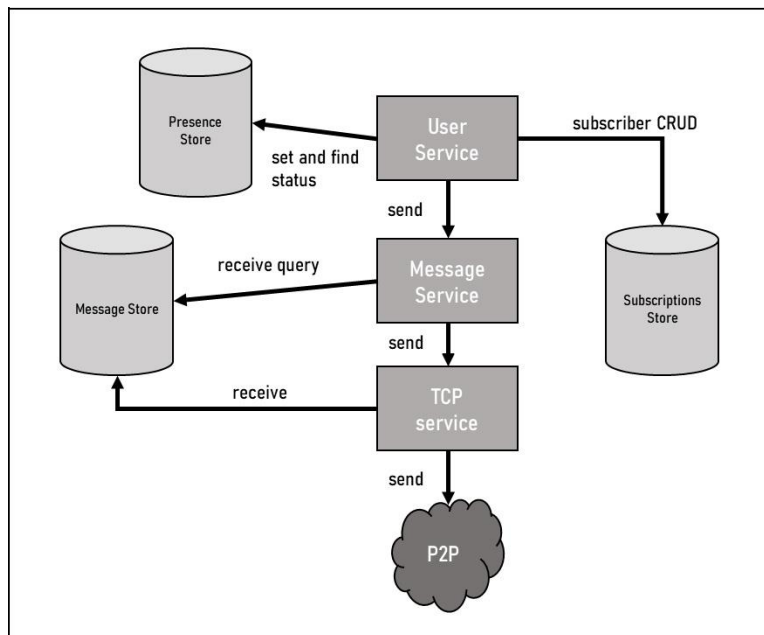 Presence
Store
User
Service
subscriber CRUD
set and find
status
send
receive query
Message
Service
Message Store
Subscriptions
Store
send
receive
TCP
service
send
P2P